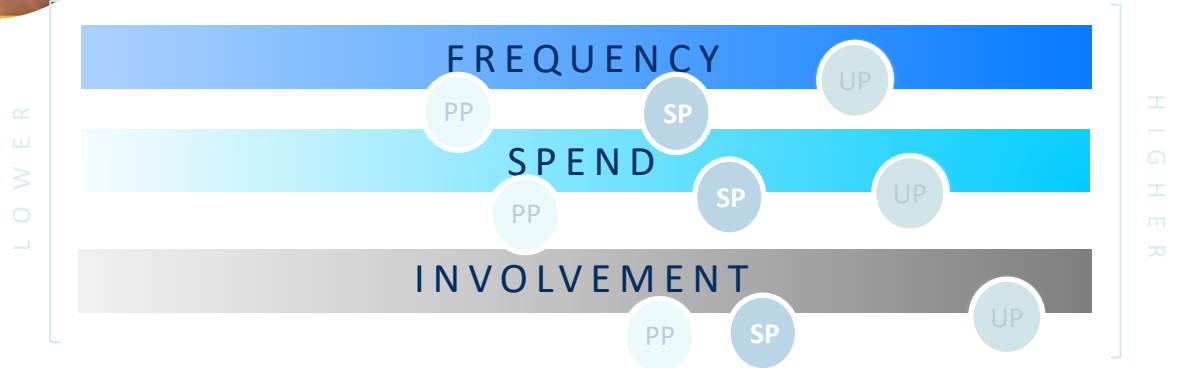 FREQUENCY
UP
PP
SP
SPEND
SP
UP
PP
INVOLVEMENT
UP
PP
SP
LOWER
HIGHER